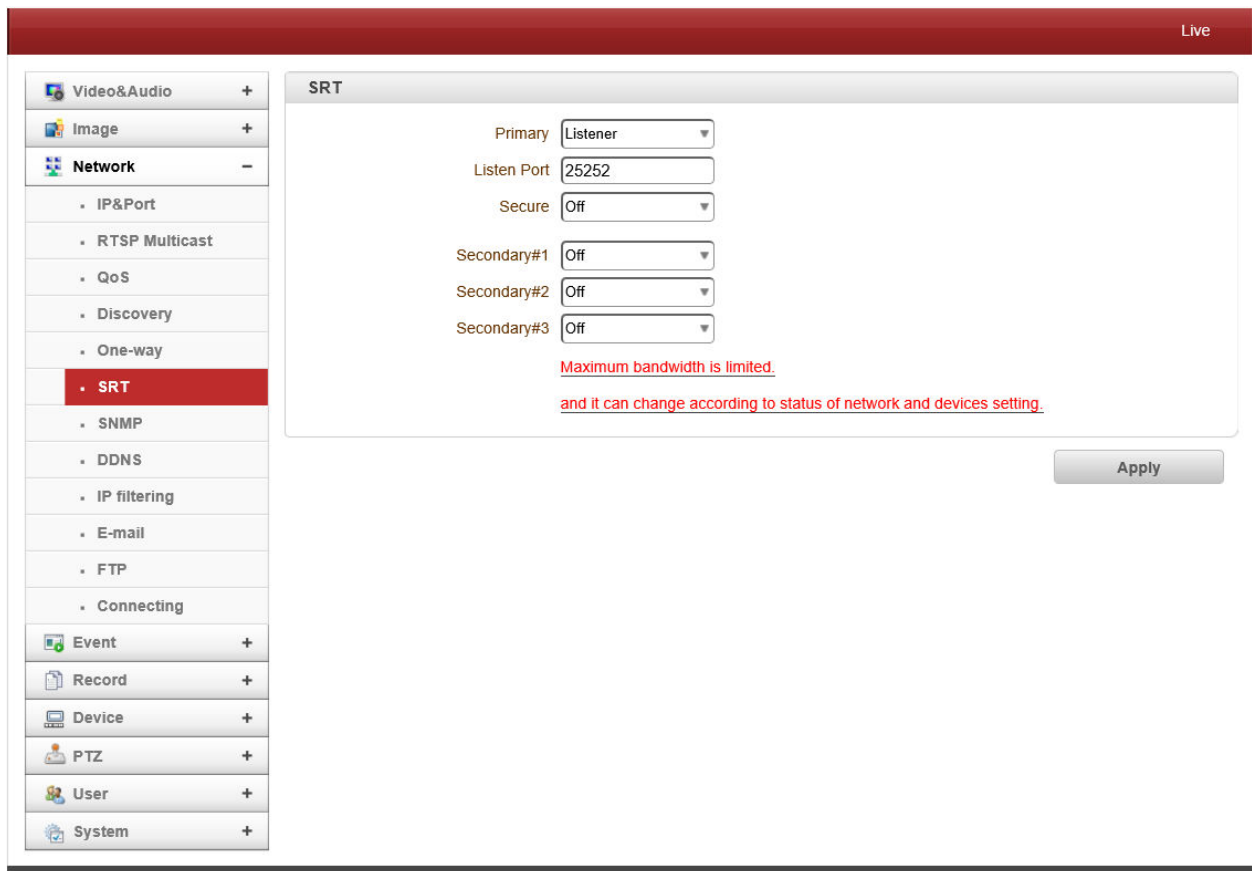 Live
Video&Audio +
Image +
Network −
IP&Port
RTSP Multicast
QoS
Discovery
One-way
SRT
SNMP
DDNS
IP filtering
E-mail
FTP
Connecting
Event +
Record +
Device +
PTZ +
User +
System +
SRT
Primary Listener
Listen Port 25252
Secure Off
Secondary#1 Off
Secondary#2 Off
Secondary#3 Off
Maximum bandwidth is limited.
and it can change according to status of network and devices setting.
Apply